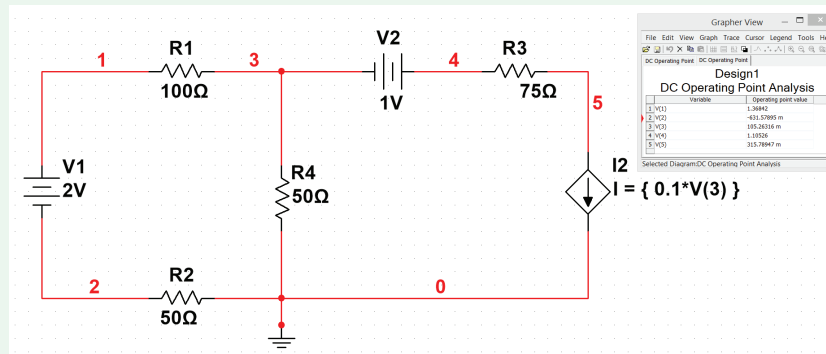 Grapher View
File Edit View Graph Trace Cursor Legend Tools He
DC Operating Point DC Operating Point
Design1
DC Operating Point Analysis
Variable Operating point value
1 V(1) 1.36842
2 V(2) -631.57895 m
3 V(3) 105.26316 m
4 V(4) 1.10526
5 V(5) 315.78947 m
Selected Diagram:DC Operating Point Analysis
1
R1
100Ω
3
V2
1V
4
R3
75Ω
5
V1
2V
R4
50Ω
I2
I = { 0.1*V(3) }
2
R2
50Ω
0